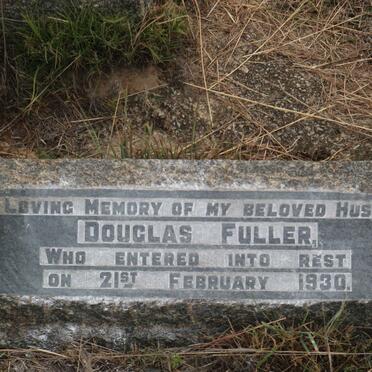 LOVING MEMORY OF MY BELOVED HUS
DOUGLAS FULLER,
WHO ENTERED INTO REST
ON 21ST FEBRUARY 1930.